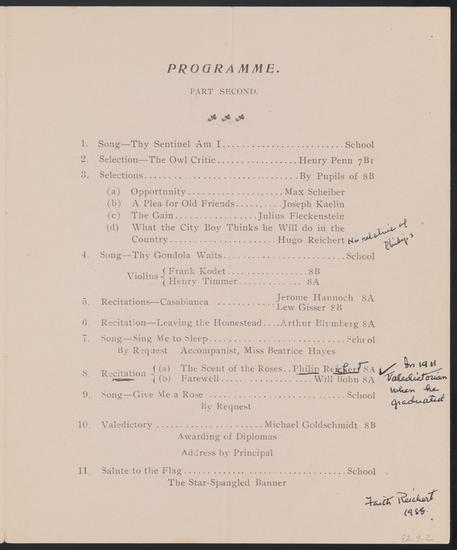 PROGRAMME.
PART SECOND.
1. Song—Thy Sentinel Am I ........................ School
2. Selection—The Owl Critic ................. Henry Penn 7B1
3. Selections ............................... By Pupils of 8B
(a) Opportunity .................... Max Scheiber
(b) A Plea for Old Friends .......... Joseph Kaelin
(c) The Gain .................. Julius Fleckenstein
(d) What the City Boy Thinks he Will do in the
Country .................... Hugo Reichert No relative of
Philip's
4. Song—Thy Gondola Waits ......................... School
Violins { Frank Kodet ................ 8B
{ Henry Timmer ............. 8A
5. Recitations—Casabianca ............ Jerome Hannoch 8A
Lew Gisser 8B
6. Recitation—Leaving the Homestead .... Arthur Blumberg 8A
7. Song—Sing Me to Sleep ............................ School
By Request Accompanist, Miss Beatrice Hayes
8. Recitation { (a) The Scent of the Roses .. Philip Reichert 8A ✓ In 1911
{ (b) Farewell ................... Will Bohn 8A Valedictorian
when he
graduated
9. Song—Give Me a Rose ............................ School
By Request
10. Valedictory ...................... Michael Goldschmidt 8B
Awarding of Diplomas
Address by Principal
11. Salute to the Flag ................................ School
The Star-Spangled Banner
Faith Reichert
1988
92.9.2